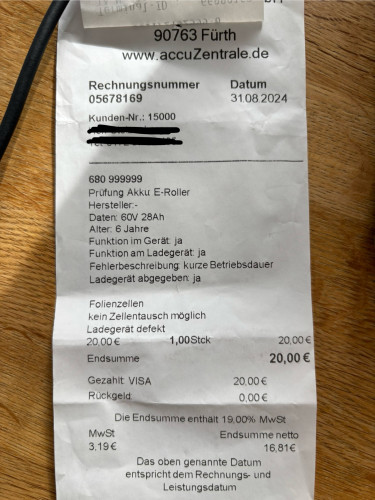 Terminal ID
90763 Fürth
www.accuZentrale.de
Rechnungsnummer Datum
05678169 31.08.2024
Kunden-Nr.: 15000
680 999999
Prüfung Akku: E-Roller
Hersteller:-
Daten: 60V 28Ah
Alter: 6 Jahre
Funktion im Gerät: ja
Funktion am Ladegerät: ja
Fehlerbeschreibung: kurze Betriebsdauer
Ladegerät abgegeben: ja
Folienzellen
kein Zellentausch möglich
Ladegerät defekt
20,00 € 1,00 Stck 20,00 €
Endsumme 20,00 €
Gezahlt: VISA 20,00 €
Rückgeld: 0,00 €
Die Endsumme enthält 19,00% MwSt
MwSt Endsumme netto
3,19 € 16,81 €
Das oben genannte Datum
entspricht dem Rechnungs- und
Leistungsdatum